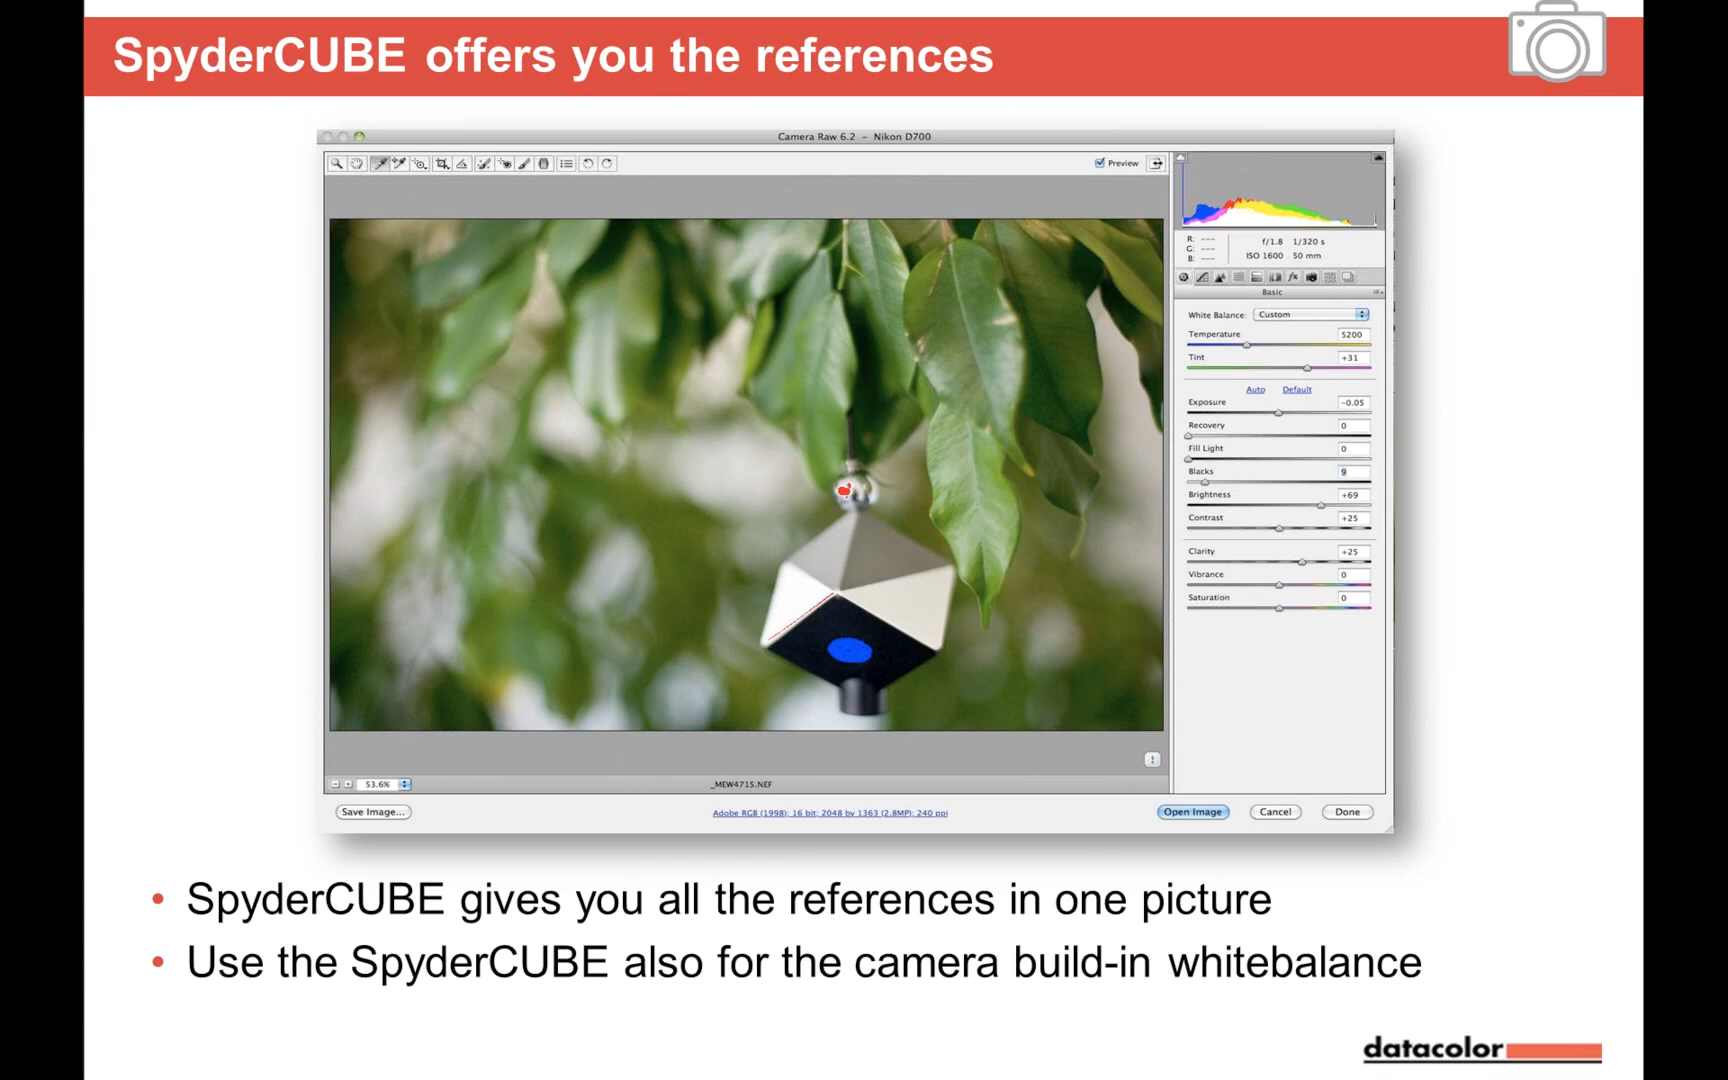 SpyderCUBE offers you the references
Camera Raw 6.2 – Nikon D700
Preview
R: ---
G: ---
B: ---
f/1.8 1/320 s
ISO 1600 50 mm
Basic
White Balance: Custom
Temperature 5200
Tint +31
Auto Default
Exposure -0.05
Recovery 0
Fill Light 0
Blacks 9
Brightness +69
Contrast +25
Clarity +25
Vibrance 0
Saturation 0
53.6%
_MEW4715.NEF
Save Image...
Adobe RGB (1998); 16 bit; 2048 by 1363 (2.8MP); 240 ppi
Open Image
Cancel
Done
• SpyderCUBE gives you all the references in one picture
• Use the SpyderCUBE also for the camera build-in whitebalance
datacolor